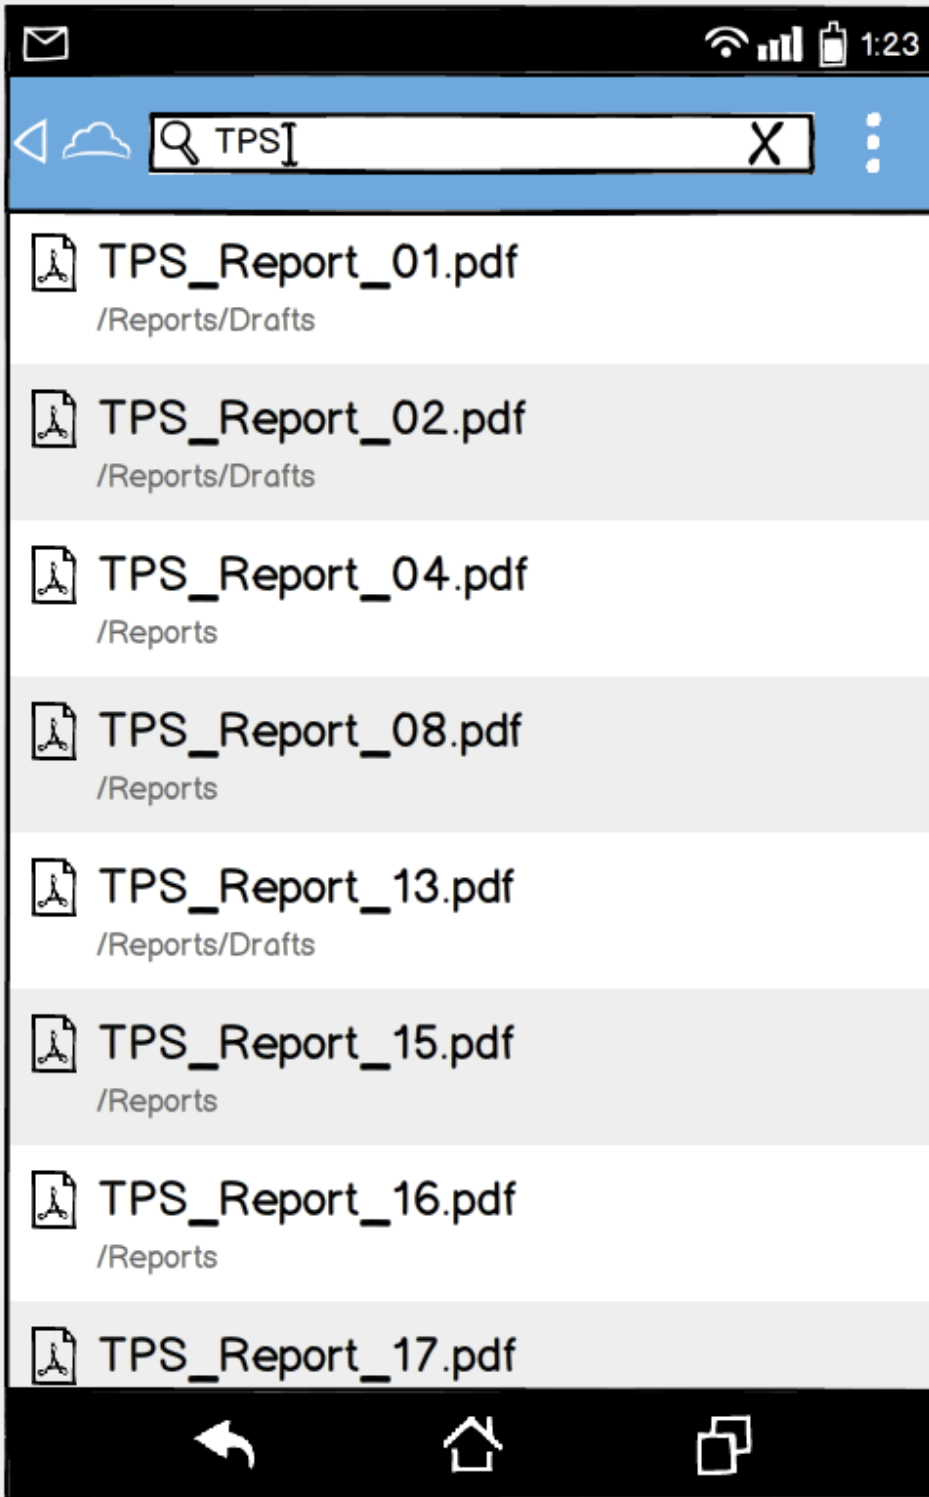 1:23
TPS
TPS_Report_01.pdf
/Reports/Drafts
TPS_Report_02.pdf
/Reports/Drafts
TPS_Report_04.pdf
/Reports
TPS_Report_08.pdf
/Reports
TPS_Report_13.pdf
/Reports/Drafts
TPS_Report_15.pdf
/Reports
TPS_Report_16.pdf
/Reports
TPS_Report_17.pdf